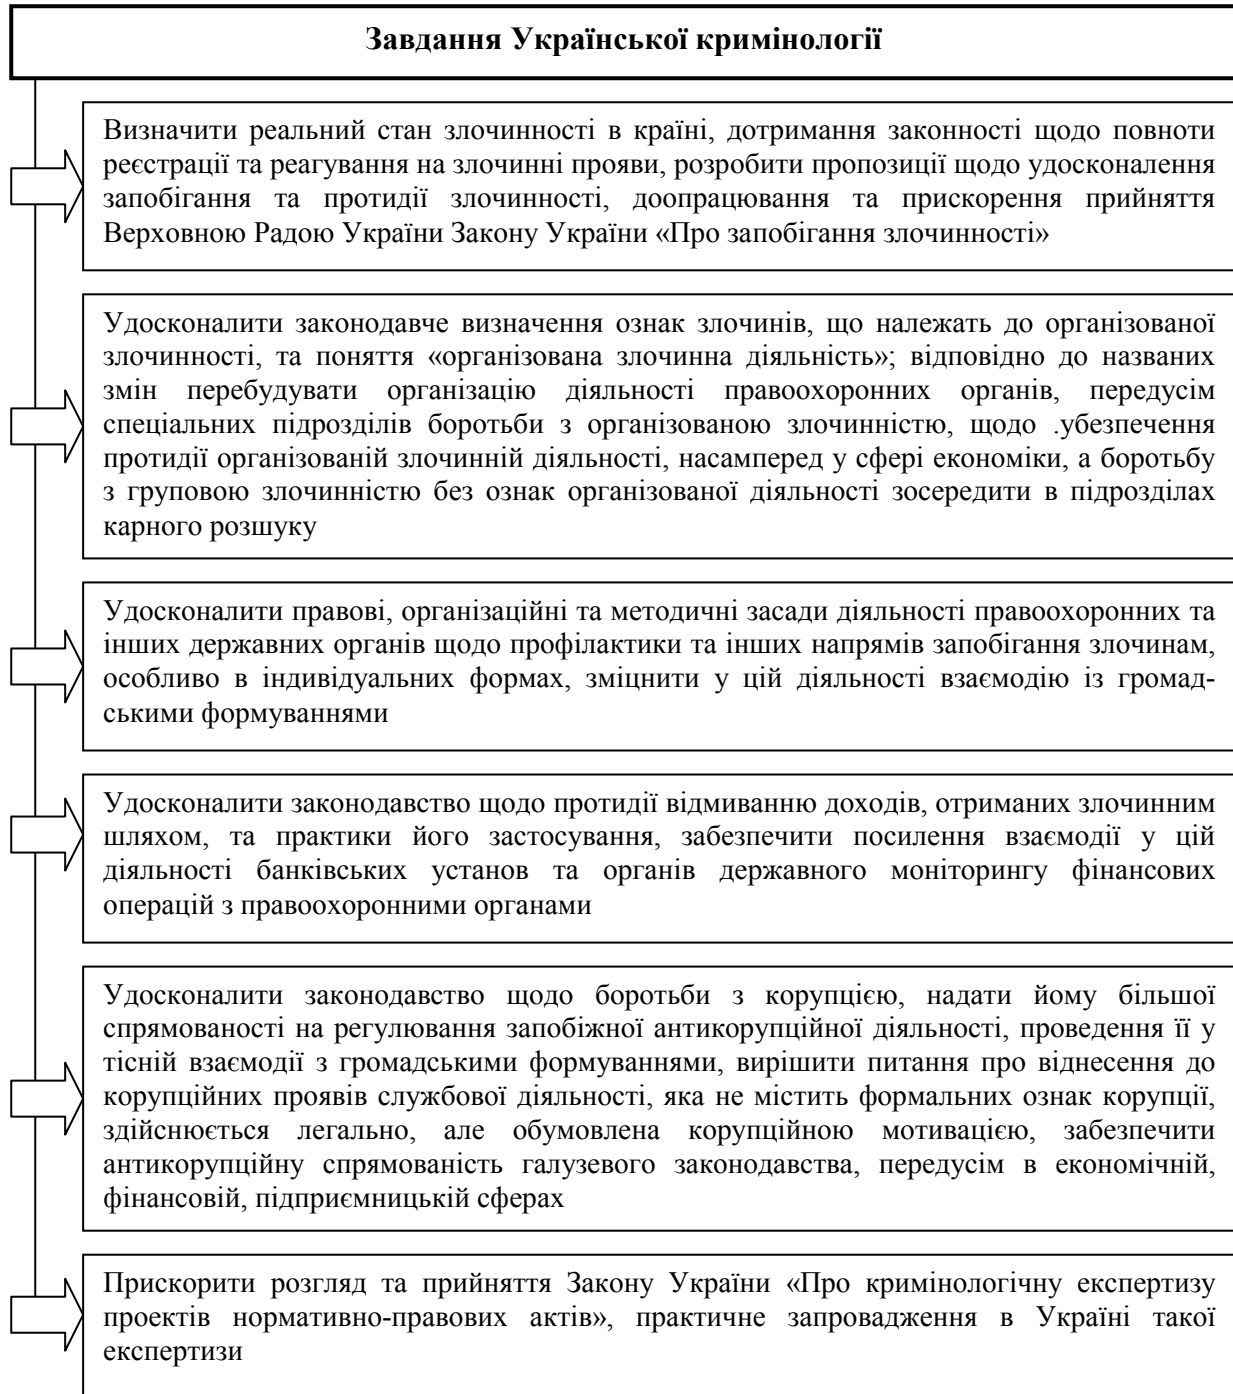 Завдання Української кримінології
Визначити реальний стан злочинності в країні, дотримання законності щодо повноти
реєстрації та реагування на злочинні прояви, розробити пропозиції щодо удосконалення
запобігання та протидії злочинності, доопрацювання та прискорення прийняття
Верховною Радою України Закону України «Про запобігання злочинності»
Удосконалити законодавче визначення ознак злочинів, що належать до організованої
злочинності, та поняття «організована злочинна діяльність»; відповідно до названих
змін перебудувати організацію діяльності правоохоронних органів, передусім
спеціальних підрозділів боротьби з організованою злочинністю, щодо .убезпечення
протидії організованій злочинній діяльності, насамперед у сфері економіки, а боротьбу
з груповою злочинністю без ознак організованої діяльності зосередити в підрозділах
карного розшуку
Удосконалити правові, організаційні та методичні засади діяльності правоохоронних та
інших державних органів щодо профілактики та інших напрямів запобігання злочинам,
особливо в індивідуальних формах, зміцнити у цій діяльності взаємодію із громад-
ськими формуваннями
Удосконалити законодавство щодо протидії відмиванню доходів, отриманих злочинним
шляхом, та практики його застосування, забезпечити посилення взаємодії у цій
діяльності банківських установ та органів державного моніторингу фінансових
операцій з правоохоронними органами
Удосконалити законодавство щодо боротьби з корупцією, надати йому більшої
спрямованості на регулювання запобіжної антикорупційної діяльності, проведення її у
тісній взаємодії з громадськими формуваннями, вирішити питання про віднесення до
корупційних проявів службової діяльності, яка не містить формальних ознак корупції,
здійснюється легально, але обумовлена корупційною мотивацією, забезпечити
антикорупційну спрямованість галузевого законодавства, передусім в економічній,
фінансовій, підприємницькій сферах
Прискорити розгляд та прийняття Закону України «Про кримінологічну експертизу
проектів нормативно-правових актів», практичне запровадження в Україні такої
експертизи